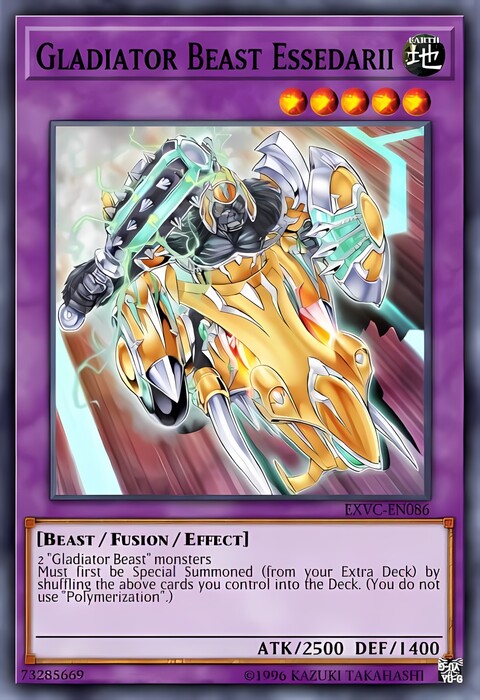 Gladiator Beast Essedarii
EARTH
地
EXVC-EN086
[Beast / Fusion / Effect]
2 "Gladiator Beast" monsters
Must first be Special Summoned (from your Extra Deck) by
shuffling the above cards you control into the Deck. (You do not
use "Polymerization".)
ATK/2500 DEF/1400
73285669
©1996 KAZUKI TAKAHASHI